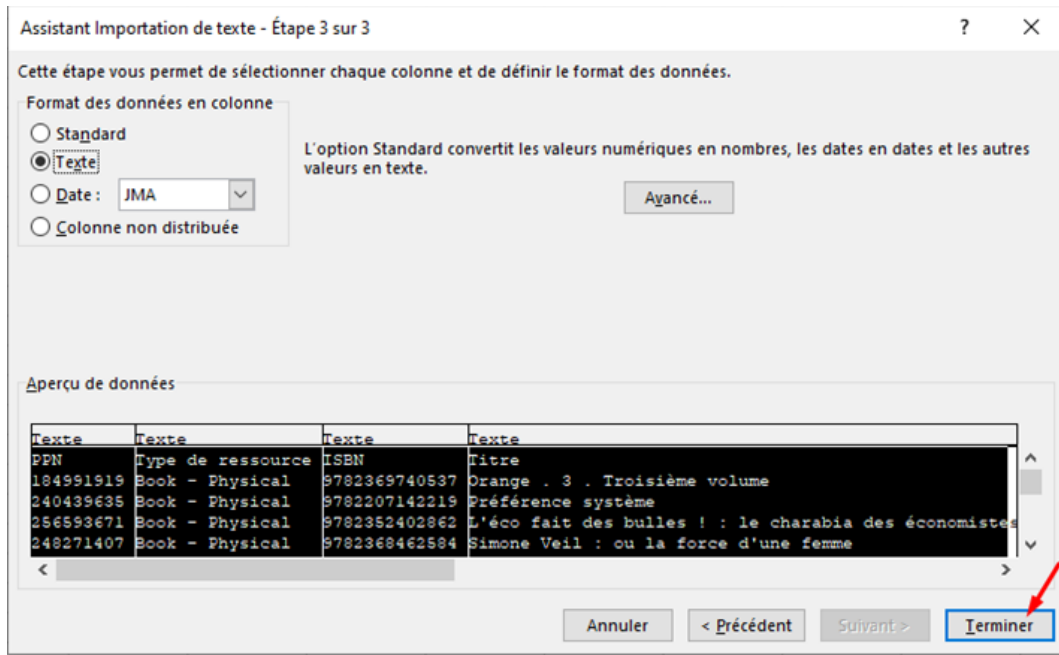 Assistant Importation de texte - Étape 3 sur 3
Cette étape vous permet de sélectionner chaque colonne et de définir le format des données.
Format des données en colonne
Standard
Texte
Date : JMA
Colonne non distribuée
L'option Standard convertit les valeurs numériques en nombres, les dates en dates et les autres
valeurs en texte.
Avancé...
Aperçu de données
Texte Texte Texte Texte
PPN Type de ressource ISBN Titre
184991919 Book - Physical 9782369740537 Orange . 3 . Troisième volume
240439635 Book - Physical 9782207142219 Préférence système
256593671 Book - Physical 9782352402862 L'éco fait des bulles ! : le charabia des économistes
248271407 Book - Physical 9782368462584 Simone Veil : ou la force d'une femme
Annuler < Précédent Suivant > Terminer